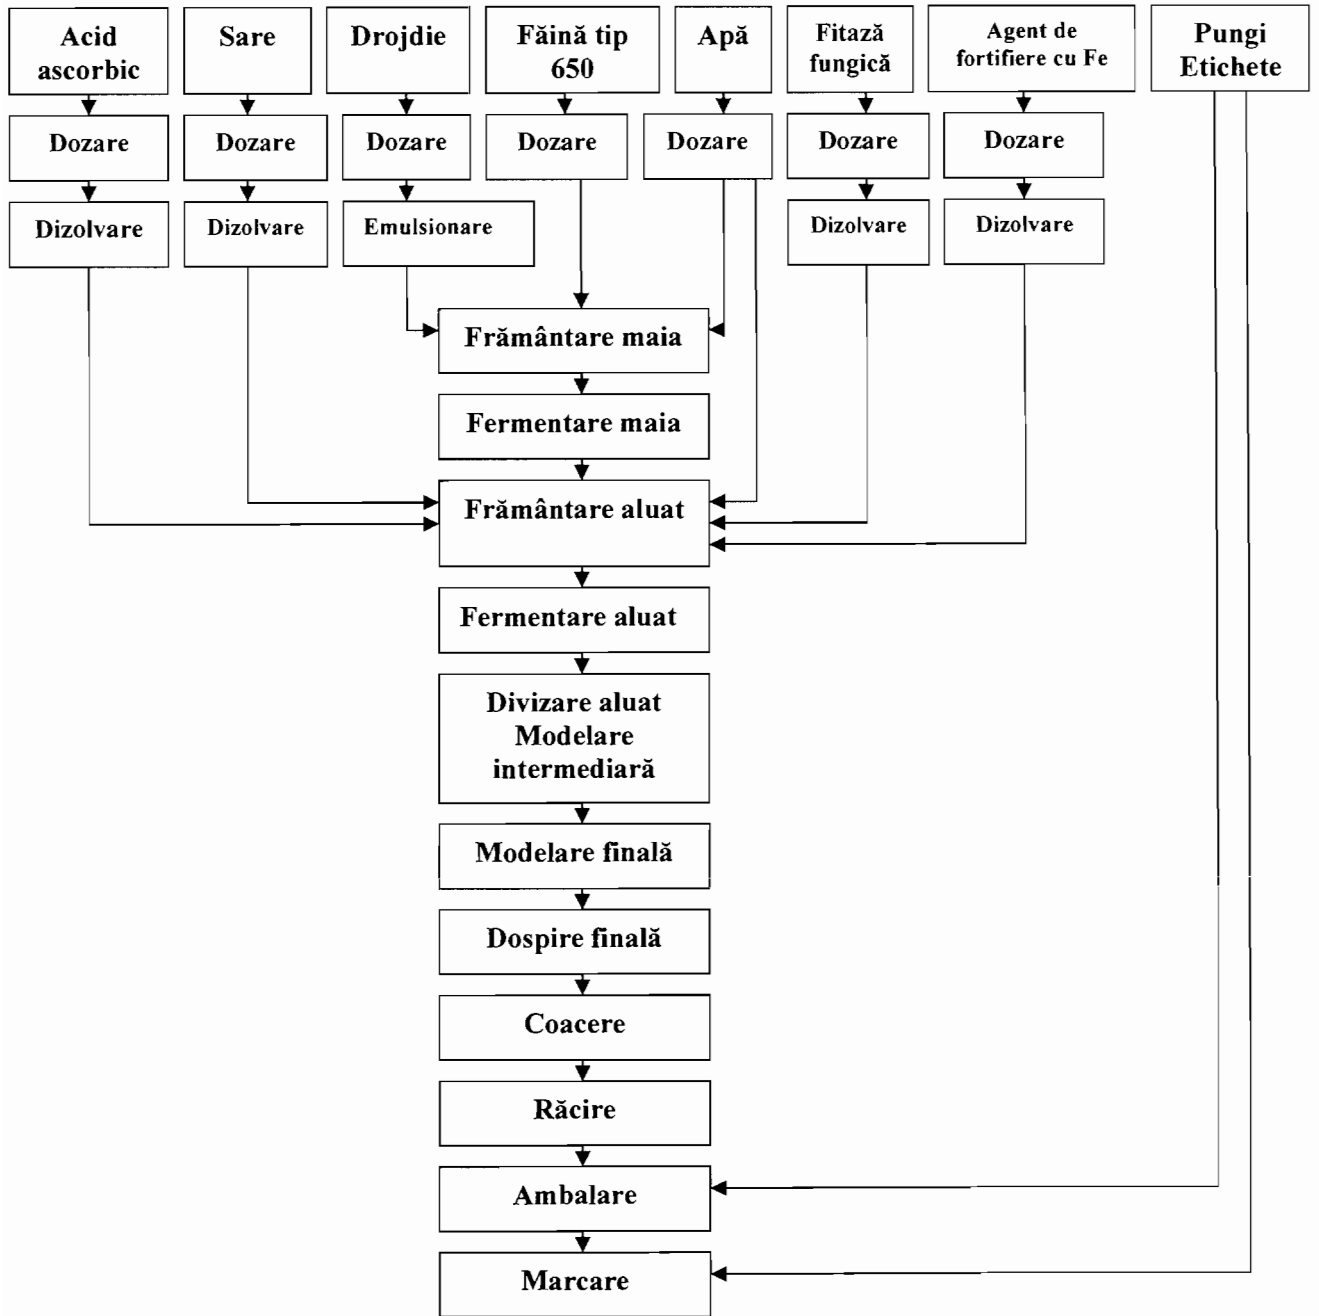 Acid
ascorbic
Sare
Drojdie
Făină tip
650
Apă
Fitază
fungică
Agent de
fortifiere cu Fe
Pungi
Etichete
Dozare
Dozare
Dozare
Dozare
Dozare
Dozare
Dozare
Dizolvare
Dizolvare
Emulsionare
Dizolvare
Dizolvare
Frământare maia
Fermentare maia
Frământare aluat
Fermentare aluat
Divizare aluat
Modelare
intermediară
Modelare finală
Dospire finală
Coacere
Răcire
Ambalare
Marcare